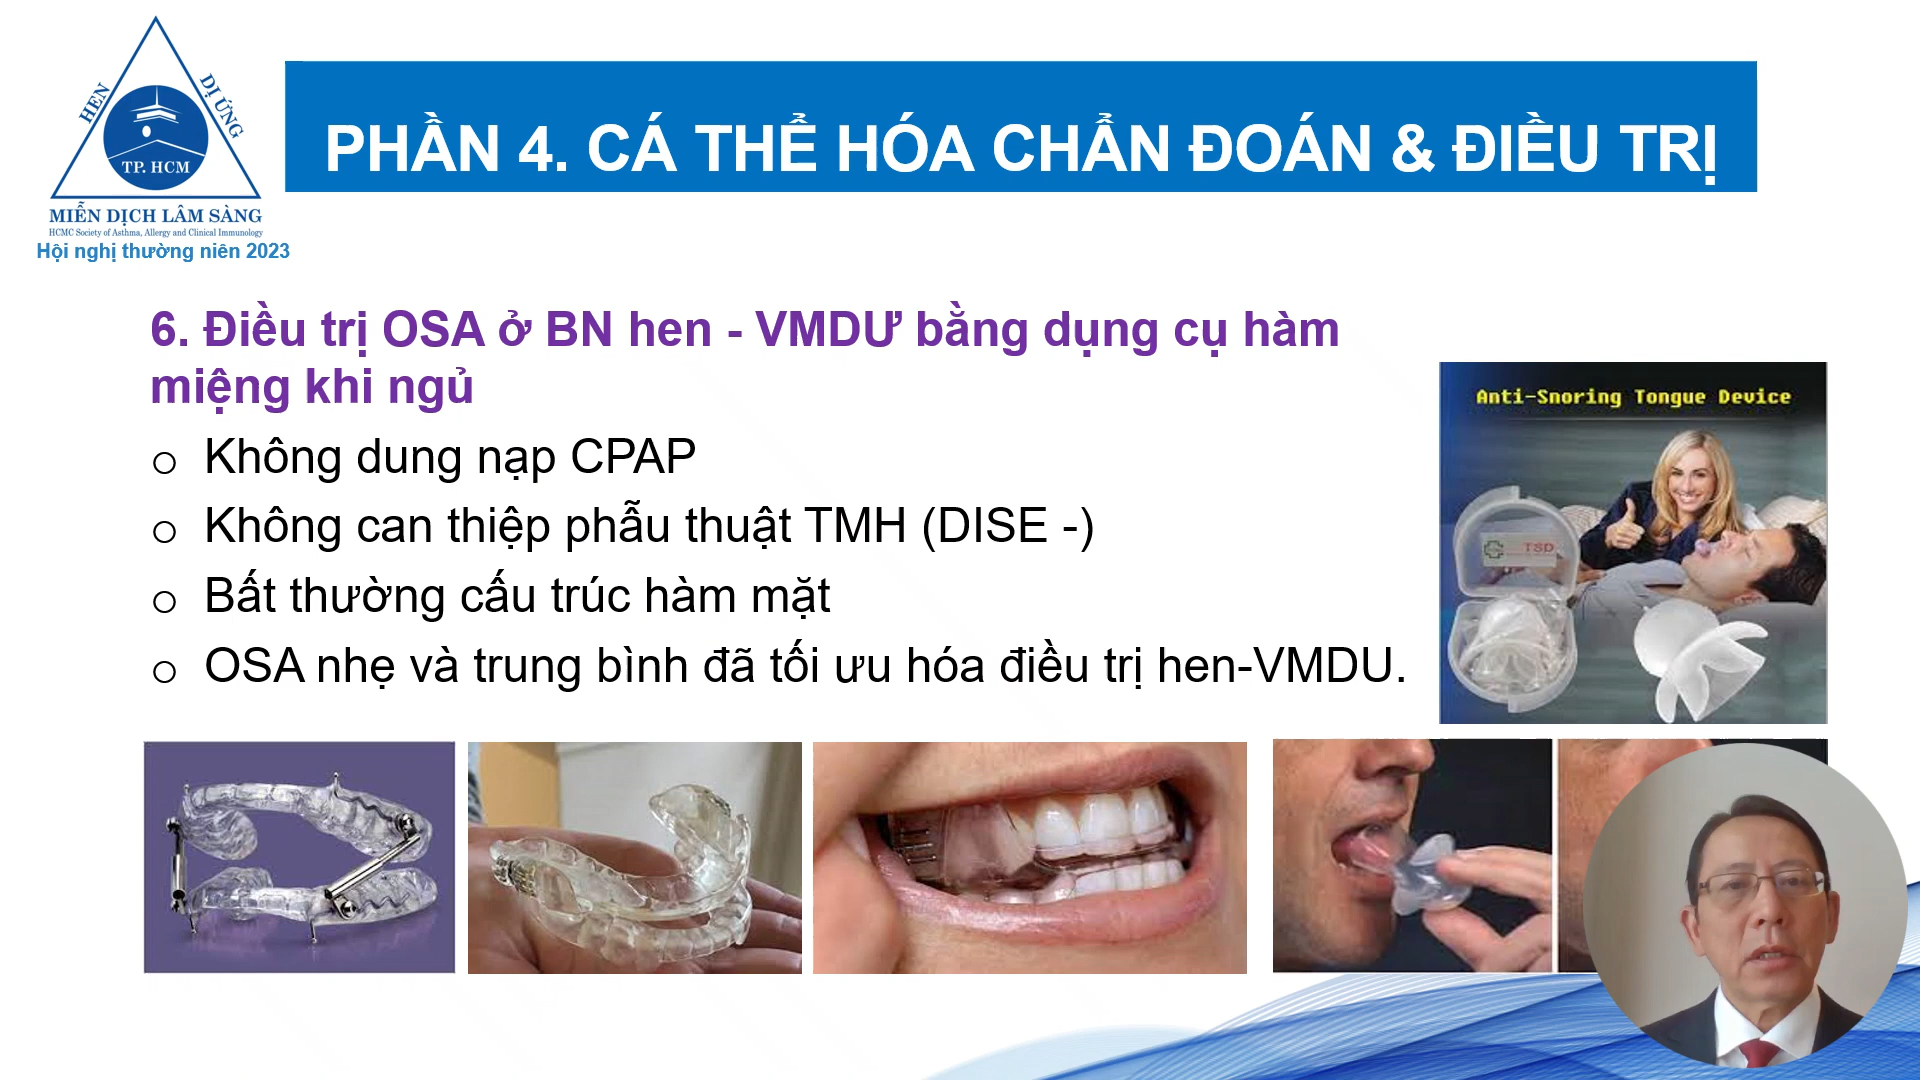 HEN
DỊ ỨNG
TP. HCM
MIỄN DỊCH LÂM SÀNG
HCMC Society of Asthma, Allergy and Clinical Immunology
Hội nghị thường niên 2023
PHẦN 4. CÁ THỂ HÓA CHẨN ĐOÁN & ĐIỀU TRỊ
6. Điều trị OSA ở BN hen - VMDƯ bằng dụng cụ hàm
miệng khi ngủ
o Không dung nạp CPAP
o Không can thiệp phẫu thuật TMH (DISE -)
o Bất thường cấu trúc hàm mặt
o OSA nhẹ và trung bình đã tối ưu hóa điều trị hen-VMDU.
Anti-Snoring Tongue Device
TSD